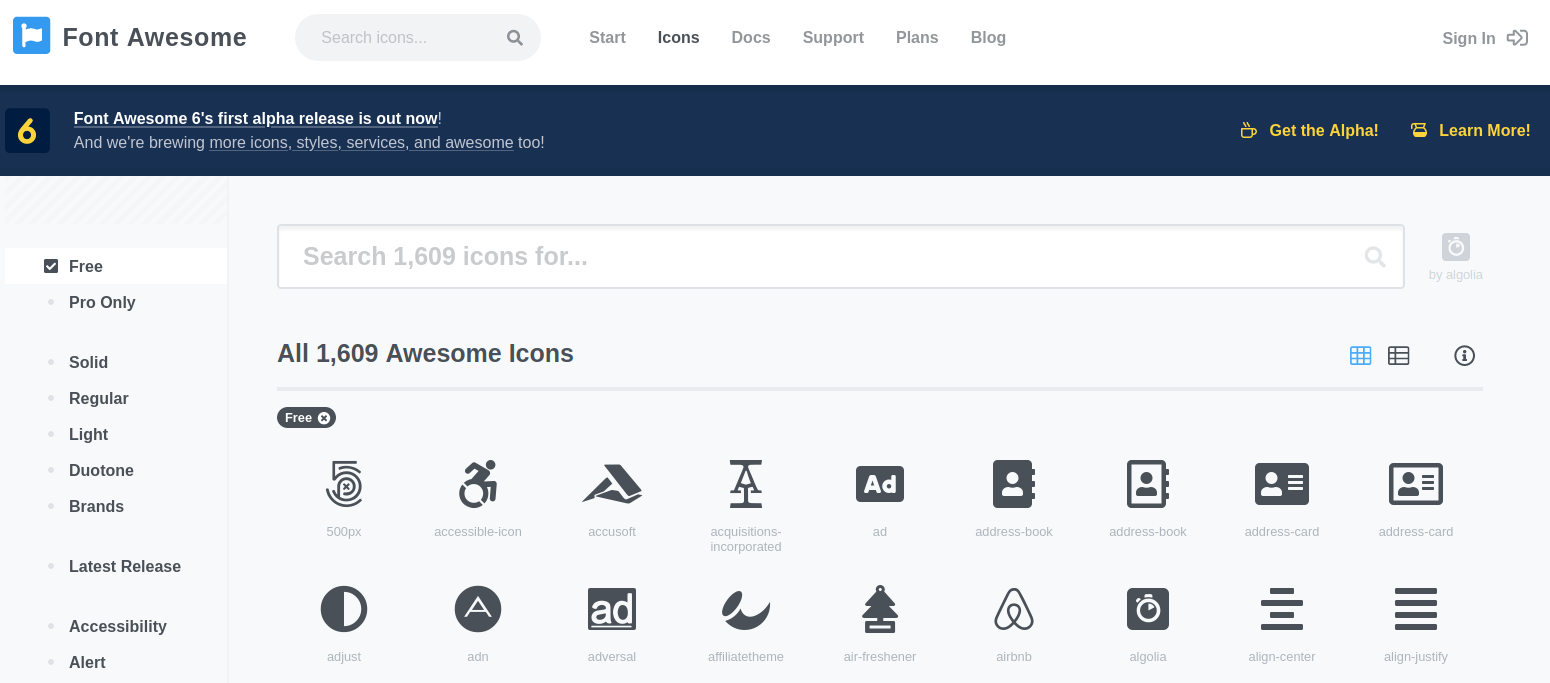 Font Awesome
Search icons...
Start
Icons
Docs
Support
Plans
Blog
Sign In
6
Font Awesome 6's first alpha release is out now!
And we're brewing more icons, styles, services, and awesome too!
Get the Alpha!
Learn More!
Free
Pro Only
Solid
Regular
Light
Duotone
Brands
Latest Release
Accessibility
Alert
Search 1,609 icons for...
by algolia
All 1,609 Awesome Icons
Free
Ad
500px
accessible-icon
accusoft
acquisitions-
incorporated
ad
address-book
address-book
address-card
address-card
ad
adjust
adn
adversal
affiliatetheme
air-freshener
airbnb
algolia
align-center
align-justify